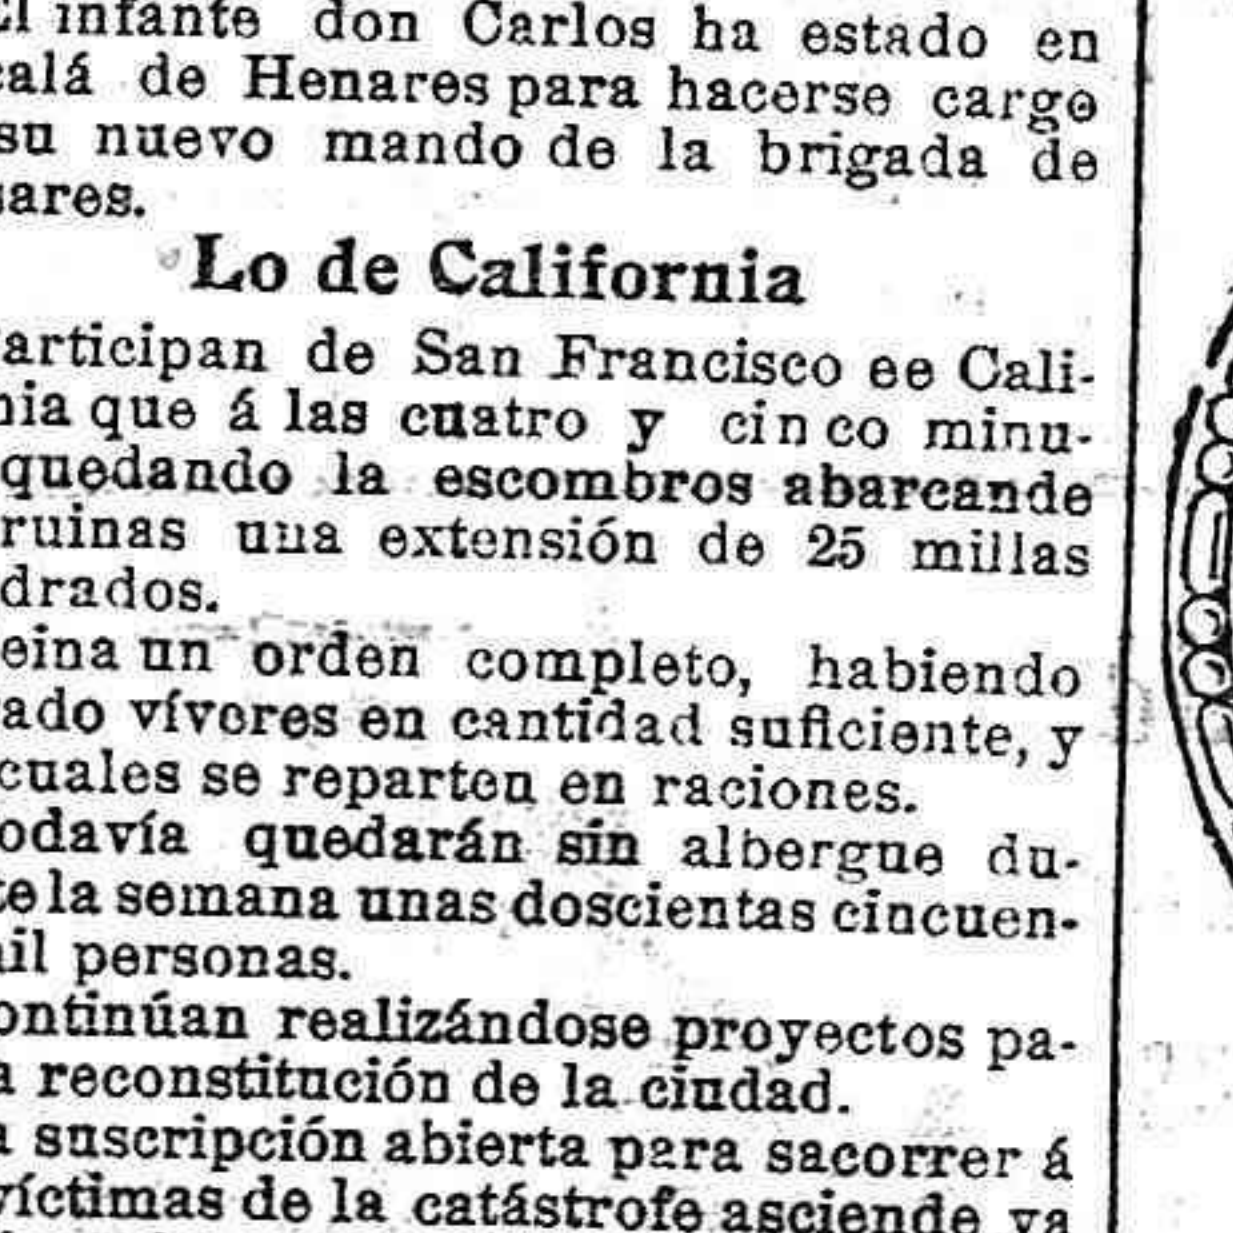 El infante don Carlos ha estado en
calá de Henares para hacerse cargo
su nuevo mando de la brigada de
sares.
Lo de California
articipan de San Francisco ee Cali-
nia que á las cuatro y cinco minu-
quedando la escombros abarcande
ruinas una extensión de 25 millas
drados.
eina un orden completo, habiendo
ado víveres en cantidad suficiente, y
cuales se reparten en raciones.
odavía quedarán sin albergue du-
te la semana unas doscientas cincuen-
nil personas.
ontinúan realizándose proyectos pa-
a reconstitución de la ciudad.
a suscripción abierta para sacorrer á
víctimas de la catástrofe asciende ya